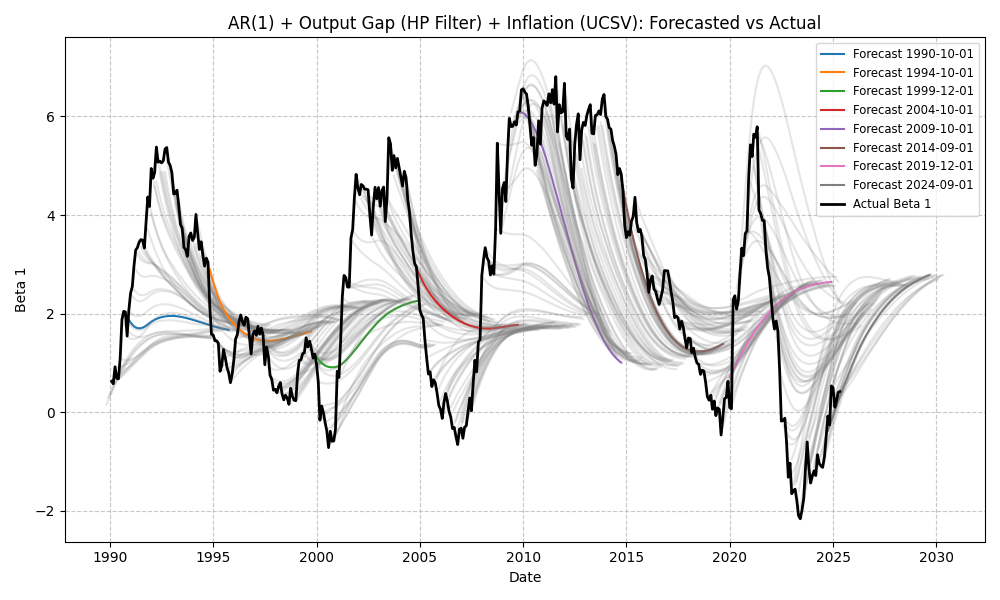 AR(1) + Output Gap (HP Filter) + Inflation (UCSV): Forecasted vs Actual
Forecast 1990-10-01
Forecast 1994-10-01
Forecast 1999-12-01
Forecast 2004-10-01
Forecast 2009-10-01
Forecast 2014-09-01
Forecast 2019-12-01
Forecast 2024-09-01
Actual Beta 1
Beta 1
6
4
2
0
−2
1990 1995 2000 2005 2010 2015 2020 2025 2030
Date